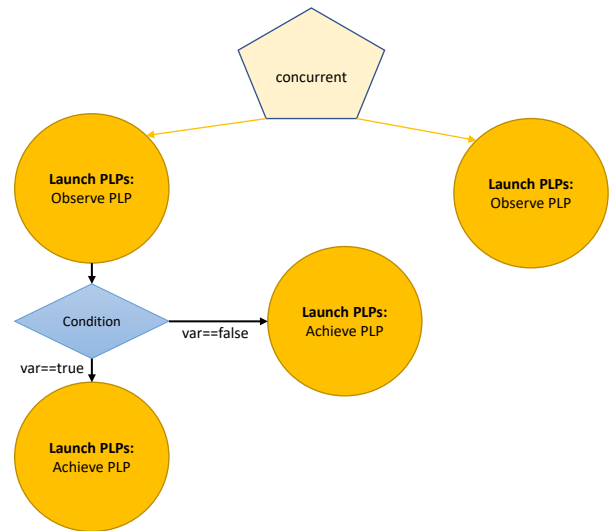 concurrent
Launch PLPs:
Observe PLP
Launch PLPs:
Observe PLP
Condition
var==false
Launch PLPs:
Achieve PLP
var==true
Launch PLPs:
Achieve PLP